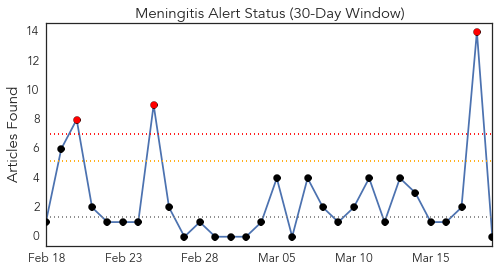 Meningitis Alert Status (30-Day Window)
Articles Found
14
12
10
8
6
4
2
0
Feb 18
Feb 23
Feb 28
Mar 05
Mar 10
Mar 15